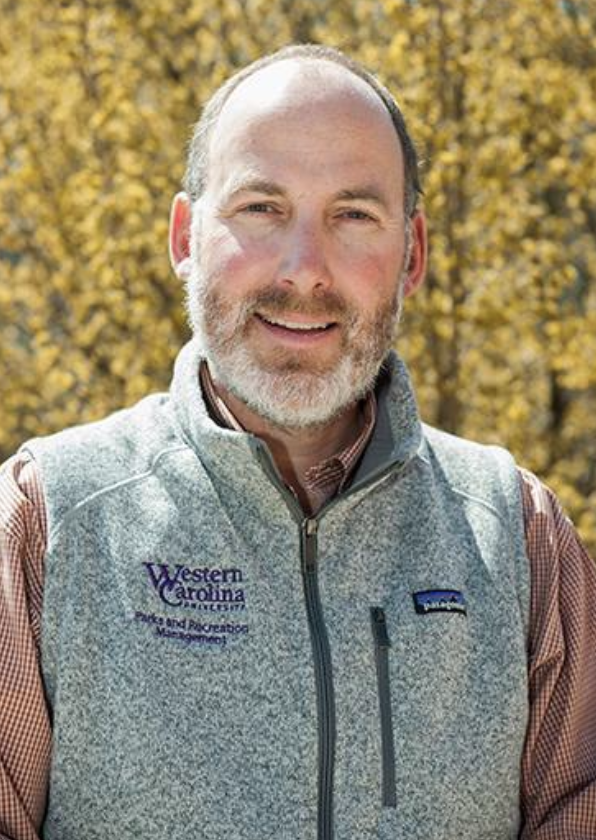 Western
Carolina
UNIVERSITY
Parks and Recreation
Management
patagonia